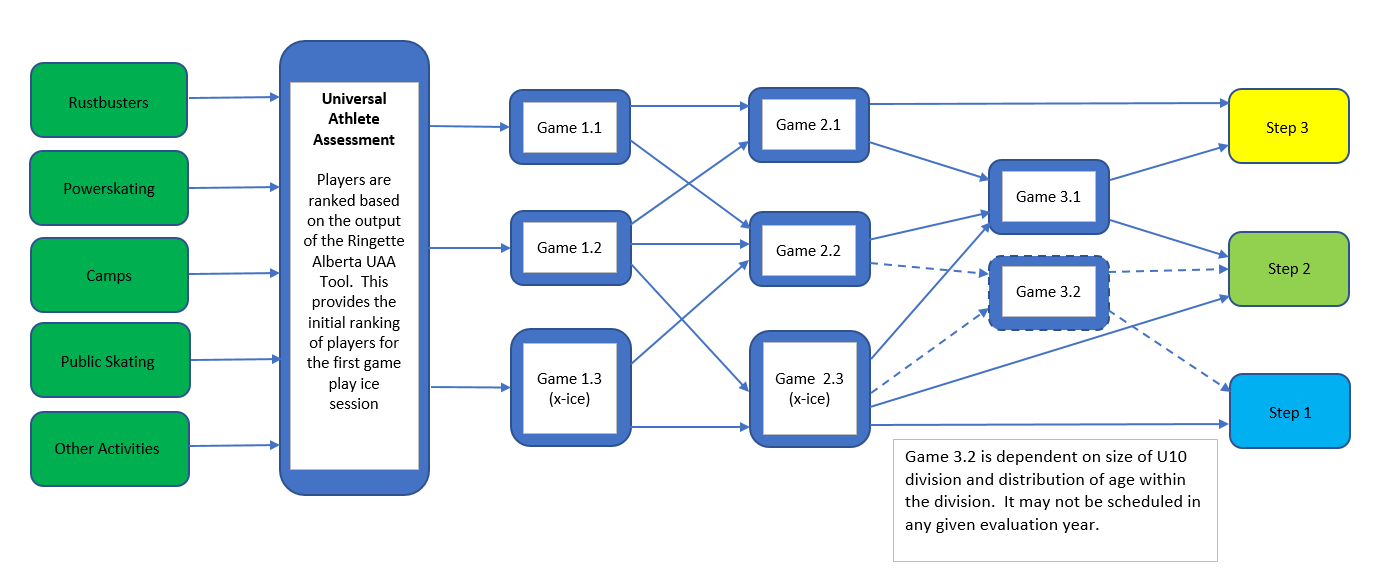 Rustbusters
Powerskating
Camps
Public Skating
Other Activities
Universal
Athlete
Assessment
Players are
ranked based
on the output
of the Ringette
Alberta UAA
Tool.  This
provides the
initial ranking
of players for
the first game
play ice
session
Game 1.1
Game 1.2
Game 1.3
(x-ice)
Game 2.1
Game 2.2
Game  2.3
(x-ice)
Game 3.1
Game 3.2
Step 3
Step 2
Step 1
Game 3.2 is dependent on size of U10
division and distribution of age within
the division.  It may not be scheduled in
any given evaluation year.